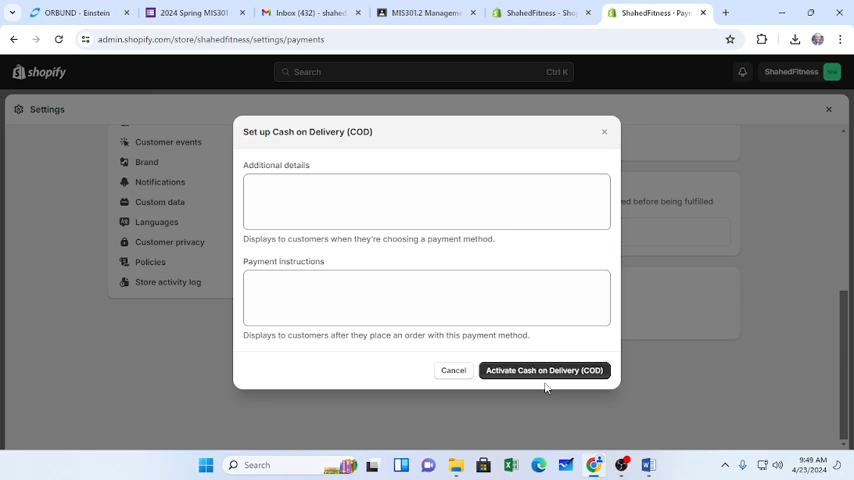 ORBUND - Einstein
2024 Spring MIS301
Inbox (432) - shahed
MIS301.2 Manageme
ShahedFitness - Shop
ShahedFitness - Payn
admin.shopify.com/store/shahedfitness/settings/payments
shopify
Search
Ctrl K
ShahedFitness
Sha
Settings
Customer events
Brand
Notifications
Custom data
Languages
Customer privacy
Policies
Store activity log
Set up Cash on Delivery (COD)
Additional details
Displays to customers when they're choosing a payment method.
Payment instructions
Displays to customers after they place an order with this payment method.
Cancel
Activate Cash on Delivery (COD)
ed before being fulfilled
Search
9:49 AM
4/23/2024